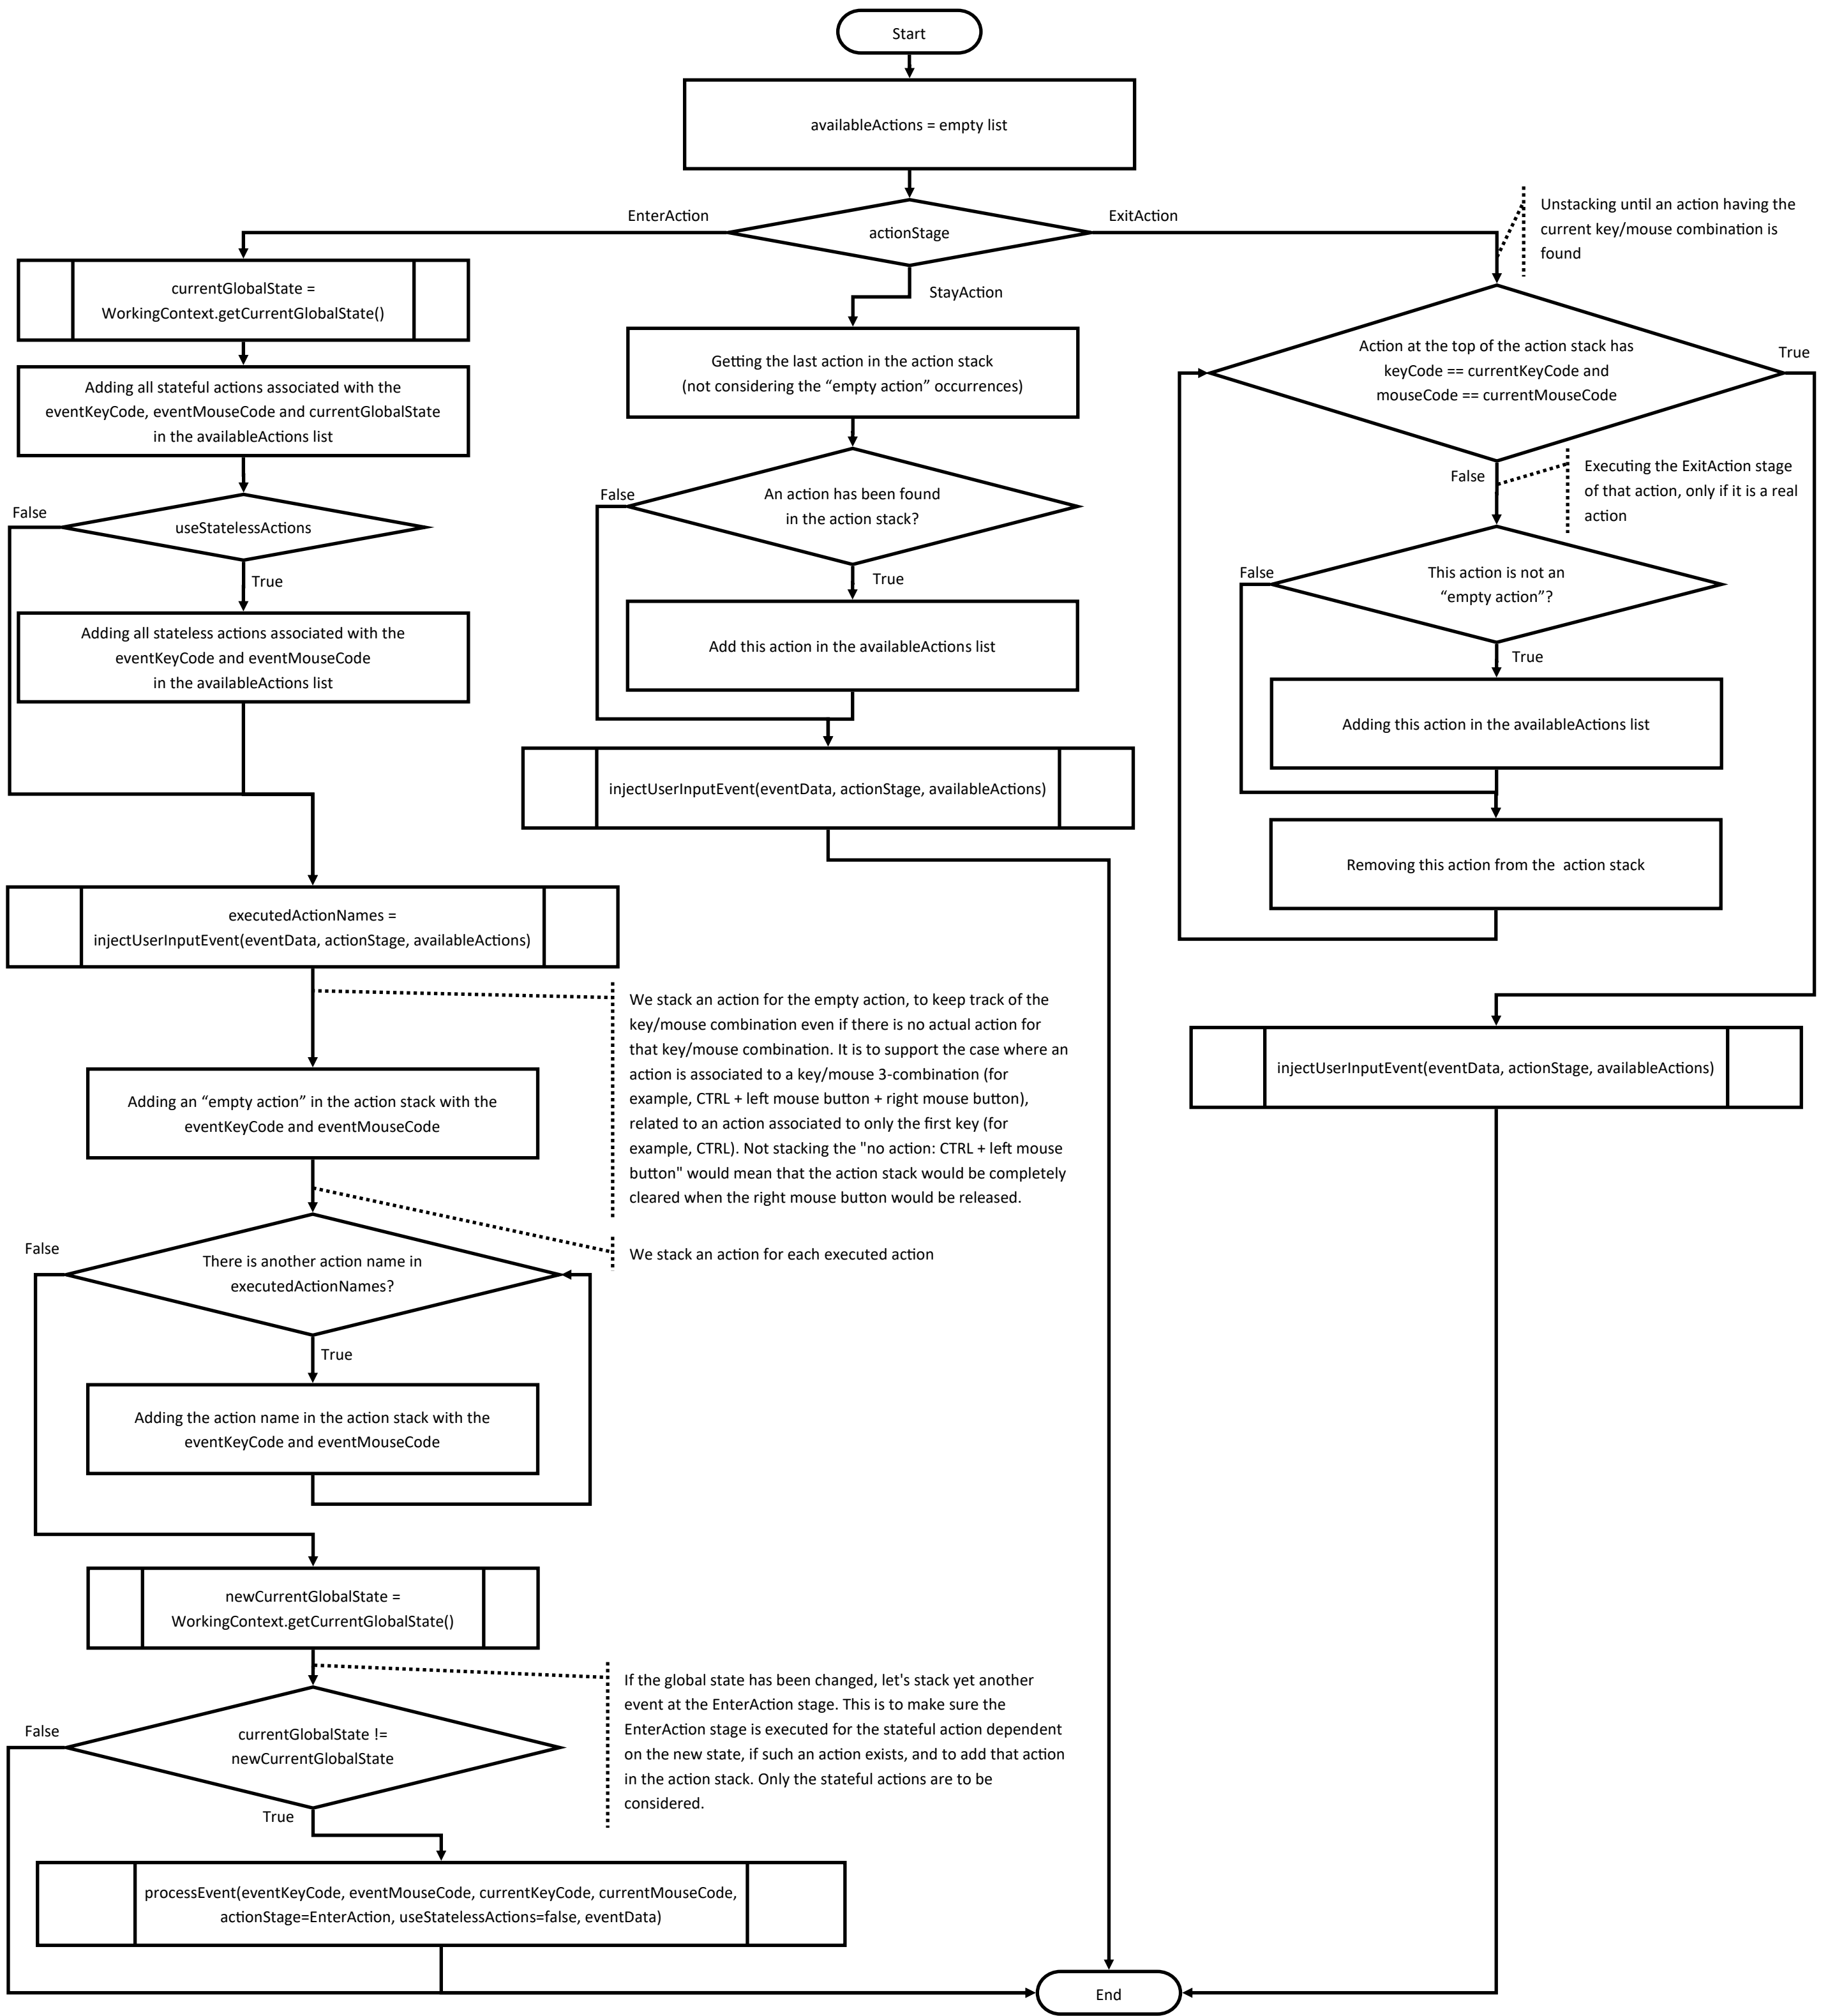 Start
availableActions = empty list
actionStage
EnterAction
StayAction
ExitAction
currentGlobalState =
WorkingContext.getCurrentGlobalState()
Adding all stateful actions associated with the
eventKeyCode, eventMouseCode and currentGlobalState
in the availableActions list
useStatelessActions
False
True
Adding all stateless actions associated with the
eventKeyCode and eventMouseCode
in the availableActions list
executedActionNames =
injectUserInputEvent(eventData, actionStage, availableActions)
We stack an action for the empty action, to keep track of the
key/mouse combination even if there is no actual action for
that key/mouse combination. It is to support the case where an
action is associated to a key/mouse 3-combination (for
example, CTRL + left mouse button + right mouse button),
related to an action associated to only the first key (for
example, CTRL). Not stacking the "no action: CTRL + left mouse
button" would mean that the action stack would be completely
cleared when the right mouse button would be released.
Adding an “empty action” in the action stack with the
eventKeyCode and eventMouseCode
We stack an action for each executed action
There is another action name in
executedActionNames?
False
True
Adding the action name in the action stack with the
eventKeyCode and eventMouseCode
newCurrentGlobalState =
WorkingContext.getCurrentGlobalState()
If the global state has been changed, let's stack yet another
event at the EnterAction stage. This is to make sure the
EnterAction stage is executed for the stateful action dependent
on the new state, if such an action exists, and to add that action
in the action stack. Only the stateful actions are to be
considered.
currentGlobalState !=
newCurrentGlobalState
False
True
processEvent(eventKeyCode, eventMouseCode, currentKeyCode, currentMouseCode,
actionStage=EnterAction, useStatelessActions=false, eventData)
Getting the last action in the action stack
(not considering the “empty action” occurrences)
An action has been found
in the action stack?
False
True
Add this action in the availableActions list
injectUserInputEvent(eventData, actionStage, availableActions)
Unstacking until an action having the
current key/mouse combination is
found
Action at the top of the action stack has
keyCode == currentKeyCode and
mouseCode == currentMouseCode
True
False
Executing the ExitAction stage
of that action, only if it is a real
action
This action is not an
“empty action”?
False
True
Adding this action in the availableActions list
Removing this action from the  action stack
injectUserInputEvent(eventData, actionStage, availableActions)
End